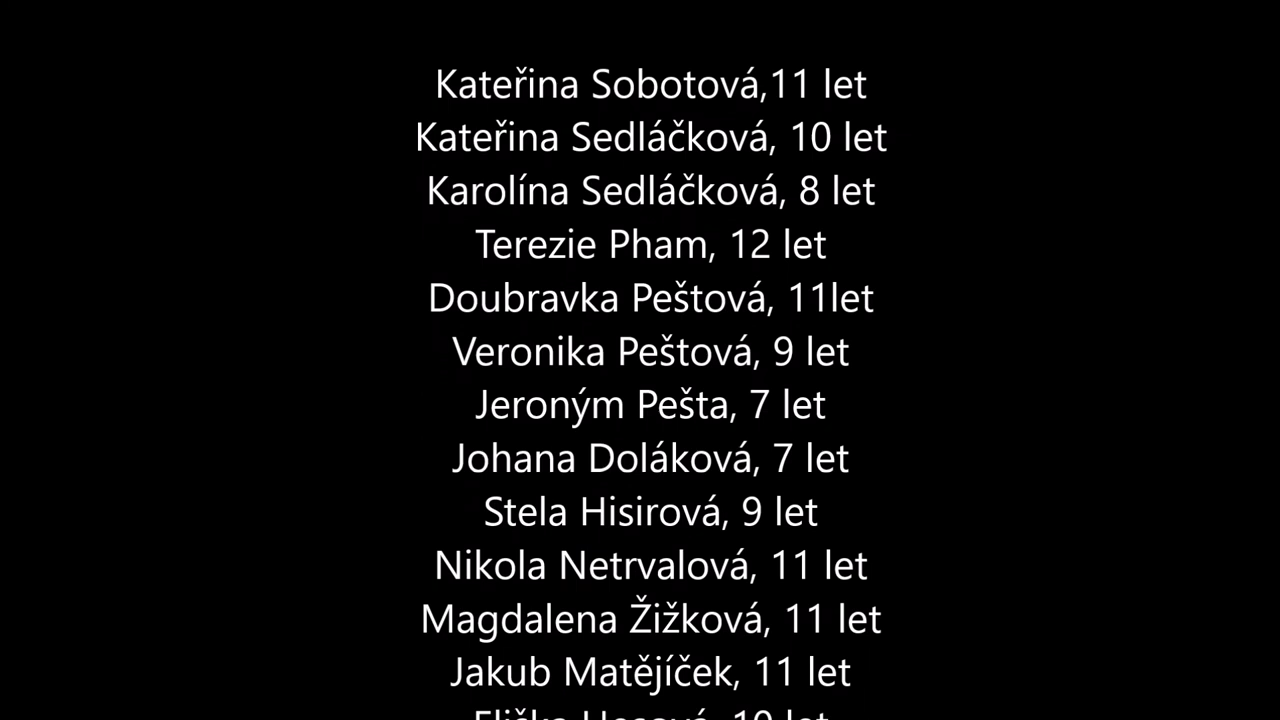 Kateřina Sobotová,11 let
Kateřina Sedláčková, 10 let
Karolína Sedláčková, 8 let
Terezie Pham, 12 let
Doubravka Peštová, 11let
Veronika Peštová, 9 let
Jeroným Pešta, 7 let
Johana Doláková, 7 let
Stela Hisirová, 9 let
Nikola Netrvalová, 11 let
Magdalena Žižková, 11 let
Jakub Matějíček, 11 let